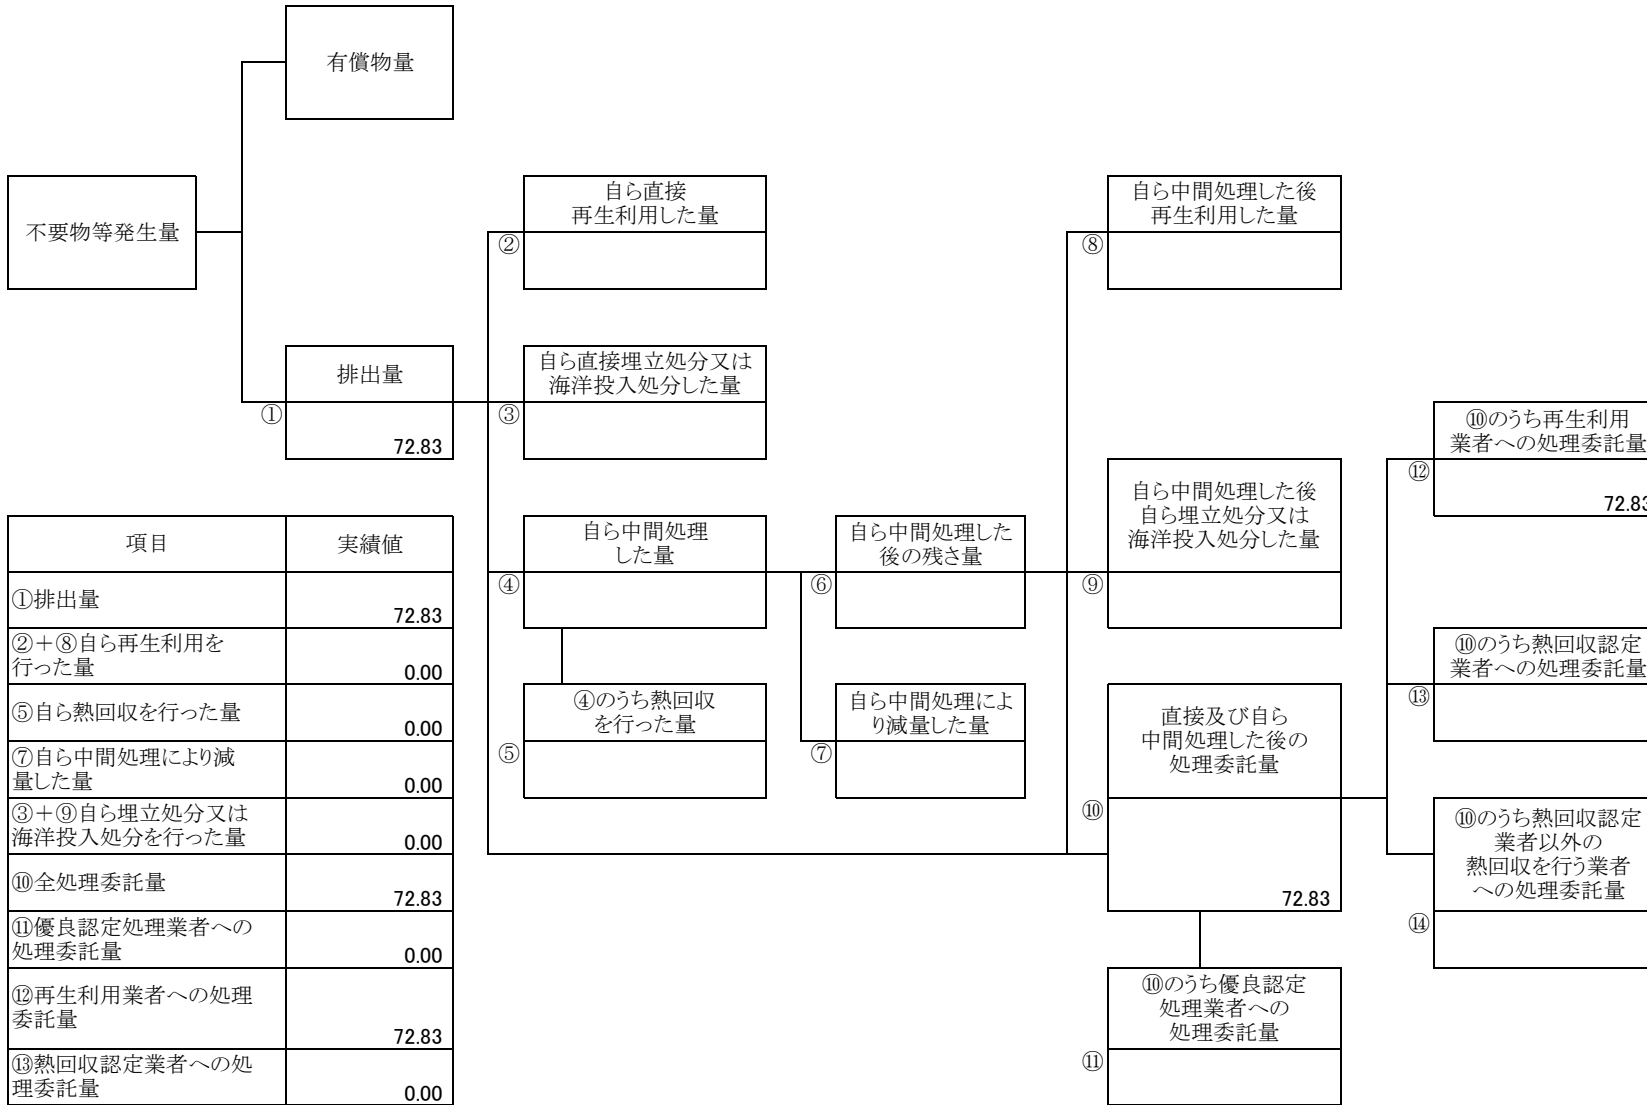 有償物量
不要物等発生量
自ら直接
再生利用した量
②
自ら中間処理した後
再生利用した量
⑧
排出量
①
72.83
自ら直接埋立処分又は
海洋投入処分した量
③
⑩のうち再生利用
業者への処理委託量
⑫
72.83
自ら中間処理
した量
④
自ら中間処理した
後の残さ量
⑥
自ら中間処理した後
自ら埋立処分又は
海洋投入処分した量
⑨
④のうち熱回収
を行った量
⑤
自ら中間処理によ
り減量した量
⑦
直接及び自ら
中間処理した後の
処理委託量
⑩
72.83
⑩のうち熱回収認定
業者への処理委託量
⑬
⑩のうち熱回収認定
業者以外の
熱回収を行う業者
への処理委託量
⑭
⑩のうち優良認定
処理業者への
処理委託量
⑪
項目 実績値
①排出量
72.83
②+⑧自ら再生利用を
行った量
0.00
⑤自ら熱回収を行った量
0.00
⑦自ら中間処理により減
量した量
0.00
③+⑨自ら埋立処分又は
海洋投入処分を行った量
0.00
⑩全処理委託量
72.83
⑪優良認定処理業者への
処理委託量
0.00
⑫再生利用業者への処理
委託量
72.83
⑬熱回収認定業者への処
理委託量
0.00